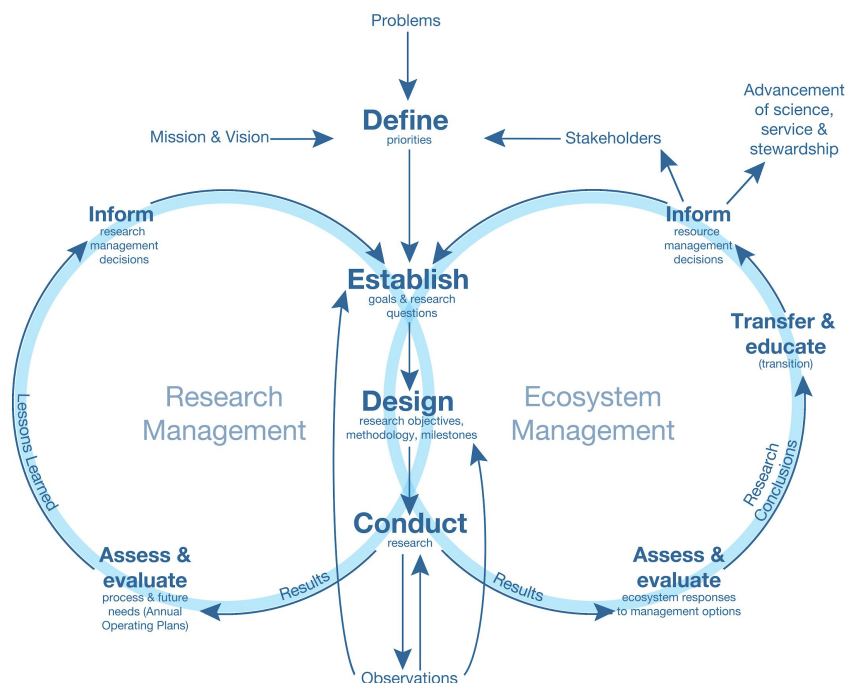 Problems
Define
priorities
Mission & Vision
Stakeholders
Advancement
of science,
service &
stewardship
Inform
research
management
decisions
Inform
resource
management
decisions
Establish
goals & research
questions
Transfer &
educate
(transition)
Research
Management
Design
research objectives,
methodology, milestones
Ecosystem
Management
Lessons Learned
Research
Conclusions
Conduct
research
Assess &
evaluate
process & future
needs (Annual
Operating Plans)
Results
Results
Assess &
evaluate
ecosystem responses
to management options
Observations